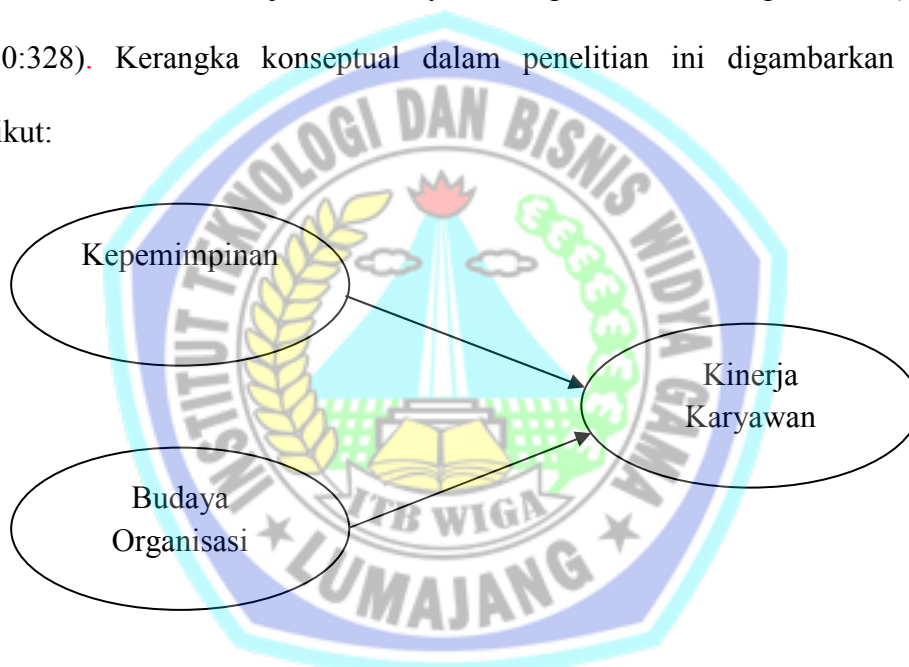 0:328). Kerangka konseptual dalam penelitian ini digambarkan
ikut:
INSTITUT TEKNOLOGI DAN BISNIS WIDYA GAMA
LUMAJANG
ITB WIGA
Kepemimpinan
Kinerja
Karyawan
Budaya
Organisasi